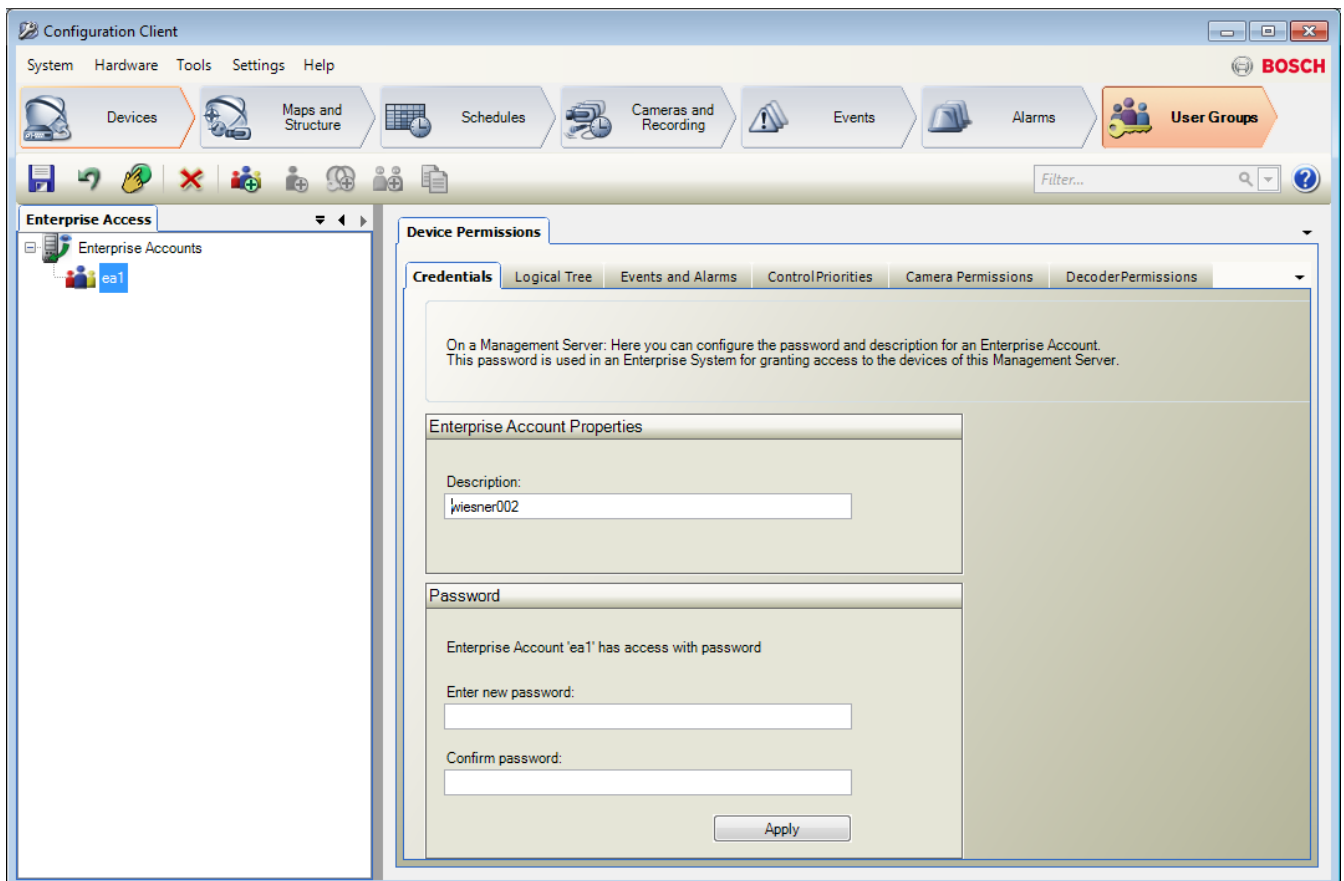 Configuration Client
System Hardware Tools Settings Help
BOSCH
Devices
Maps and
Structure
Schedules
Cameras and
Recording
Events
Alarms
User Groups
Filter...
Enterprise Access
Enterprise Accounts
ea1
Device Permissions
Credentials Logical Tree Events and Alarms ControlPriorities Camera Permissions DecoderPermissions
On a Management Server: Here you can configure the password and description for an Enterprise Account.
This password is used in an Enterprise System for granting access to the devices of this Management Server.
Enterprise Account Properties
Description:
wiesner002
Password
Enterprise Account 'ea1' has access with password
Enter new password:
Confirm password:
Apply